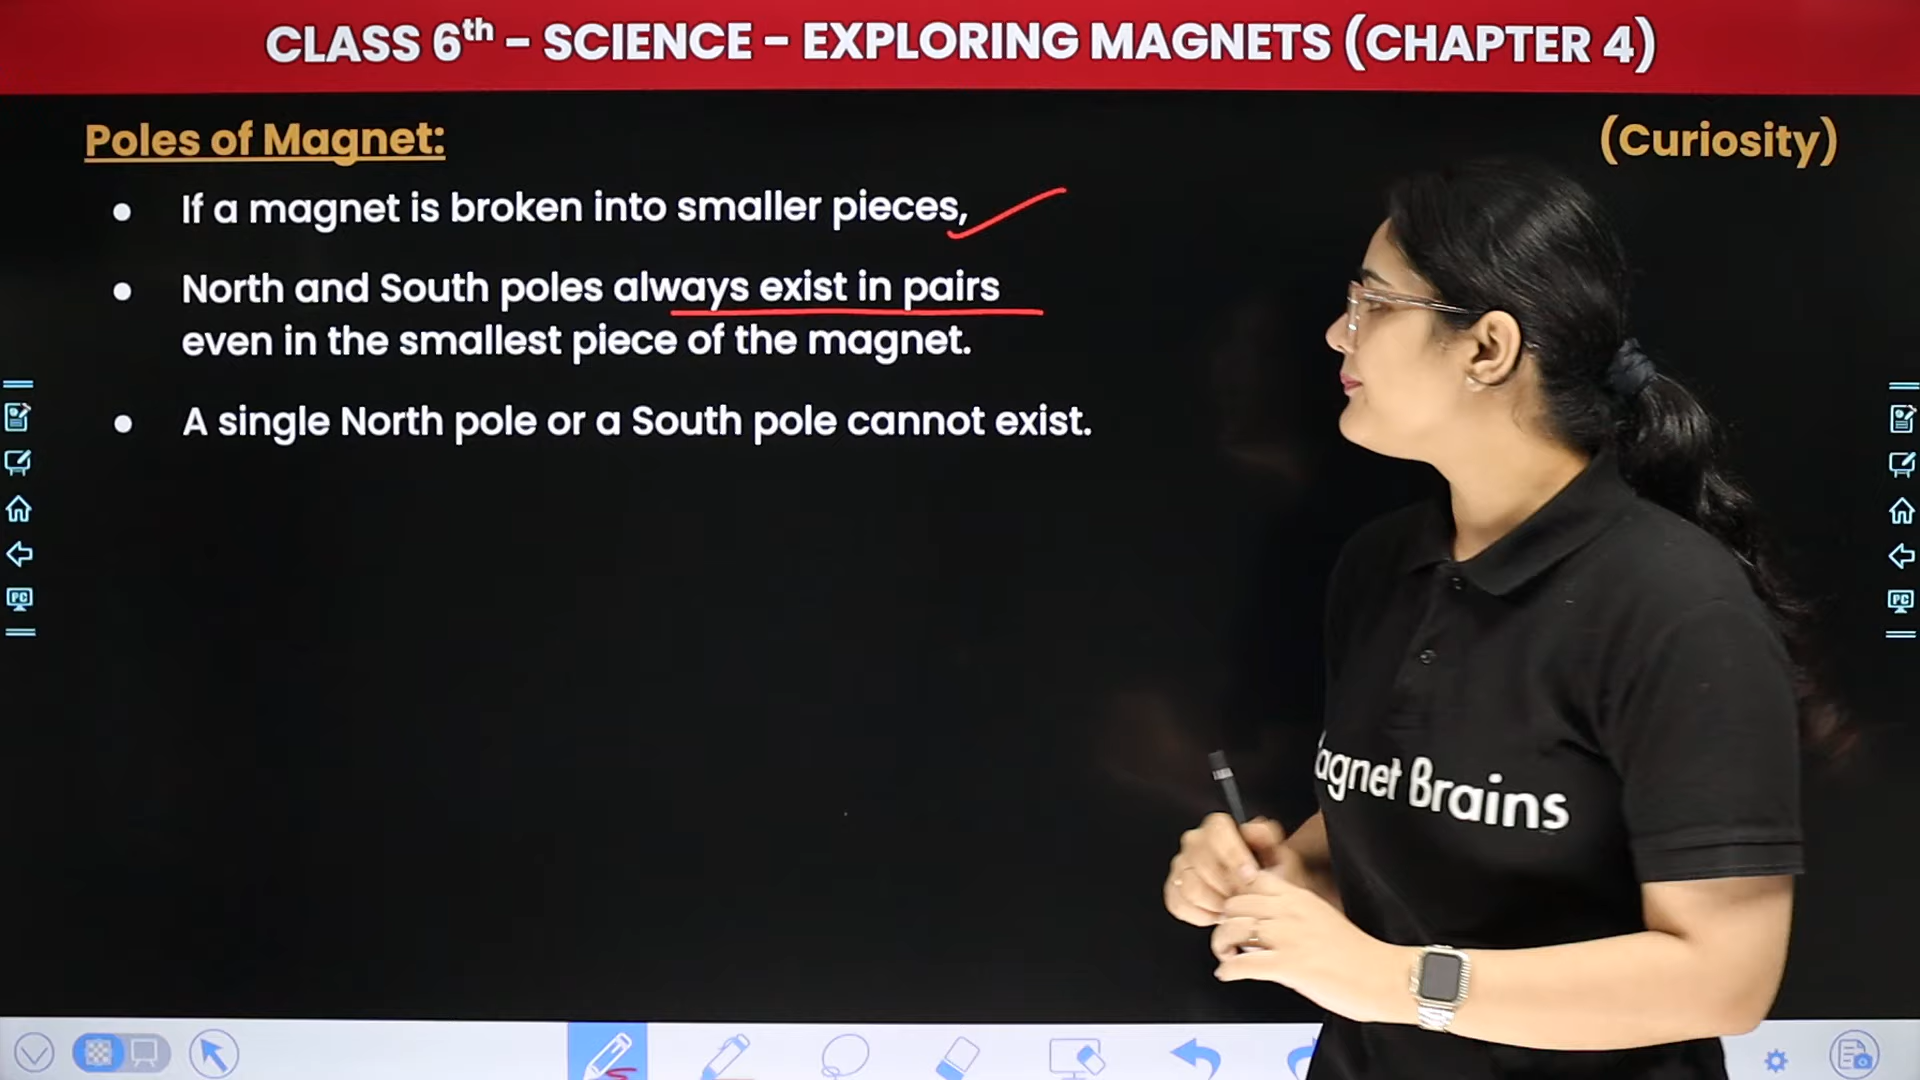 CLASS 6th - SCIENCE - EXPLORING MAGNETS (CHAPTER 4)
Poles of Magnet:
(Curiosity)
● If a magnet is broken into smaller pieces,
● North and South poles always exist in pairs
even in the smallest piece of the magnet.
● A single North pole or a South pole cannot exist.
PC
PC
agnet Brains